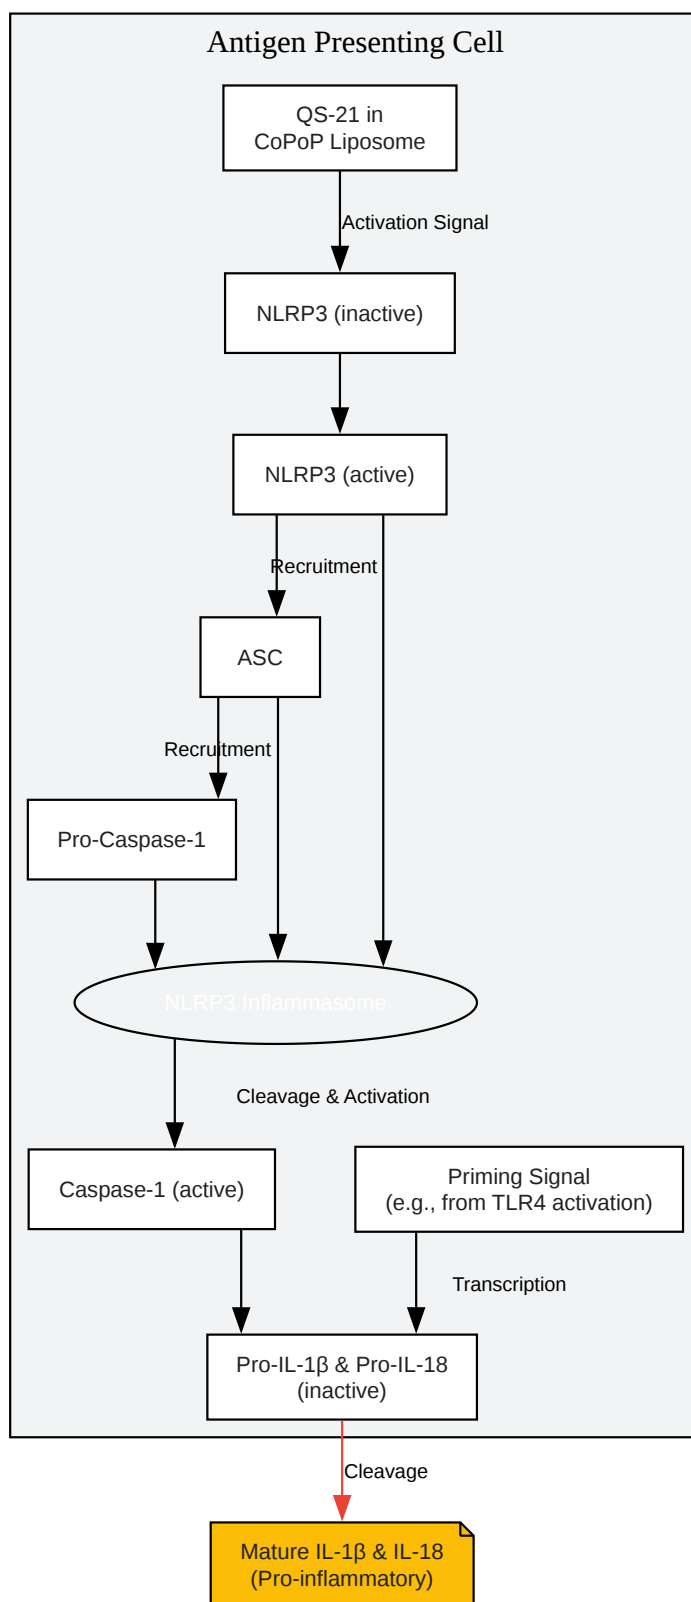 Antigen Presenting Cell
QS-21 in
CoPoP Liposome
Activation Signal
NLRP3 (inactive)
NLRP3 (active)
Recruitment
ASC
Recruitment
Pro-Caspase-1
NLRP3 Inflammasome
Cleavage & Activation
Caspase-1 (active)
Priming Signal
(e.g., from TLR4 activation)
Transcription
Pro-IL-1β & Pro-IL-18
(inactive)
Cleavage
Mature IL-1β & IL-18
(Pro-inflammatory)